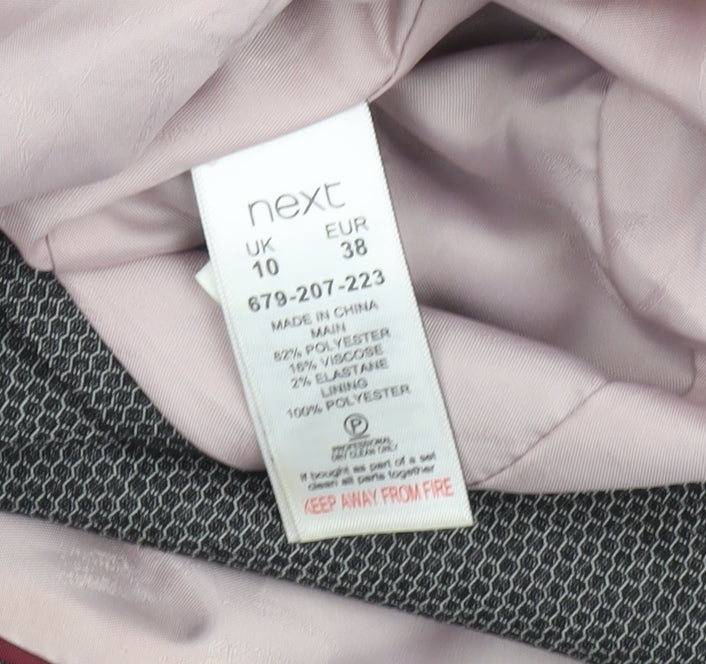 next
UK EUR
10 38
679-207-223
MADE IN CHINA
MAIN
82% POLYESTER
16% VISCOSE
2% ELASTANE
LINING
100% POLYESTER
P
PROFESSIONAL
DRY CLEAN ONLY
If bought as part of a set
clean all parts together
KEEP AWAY FROM FIRE